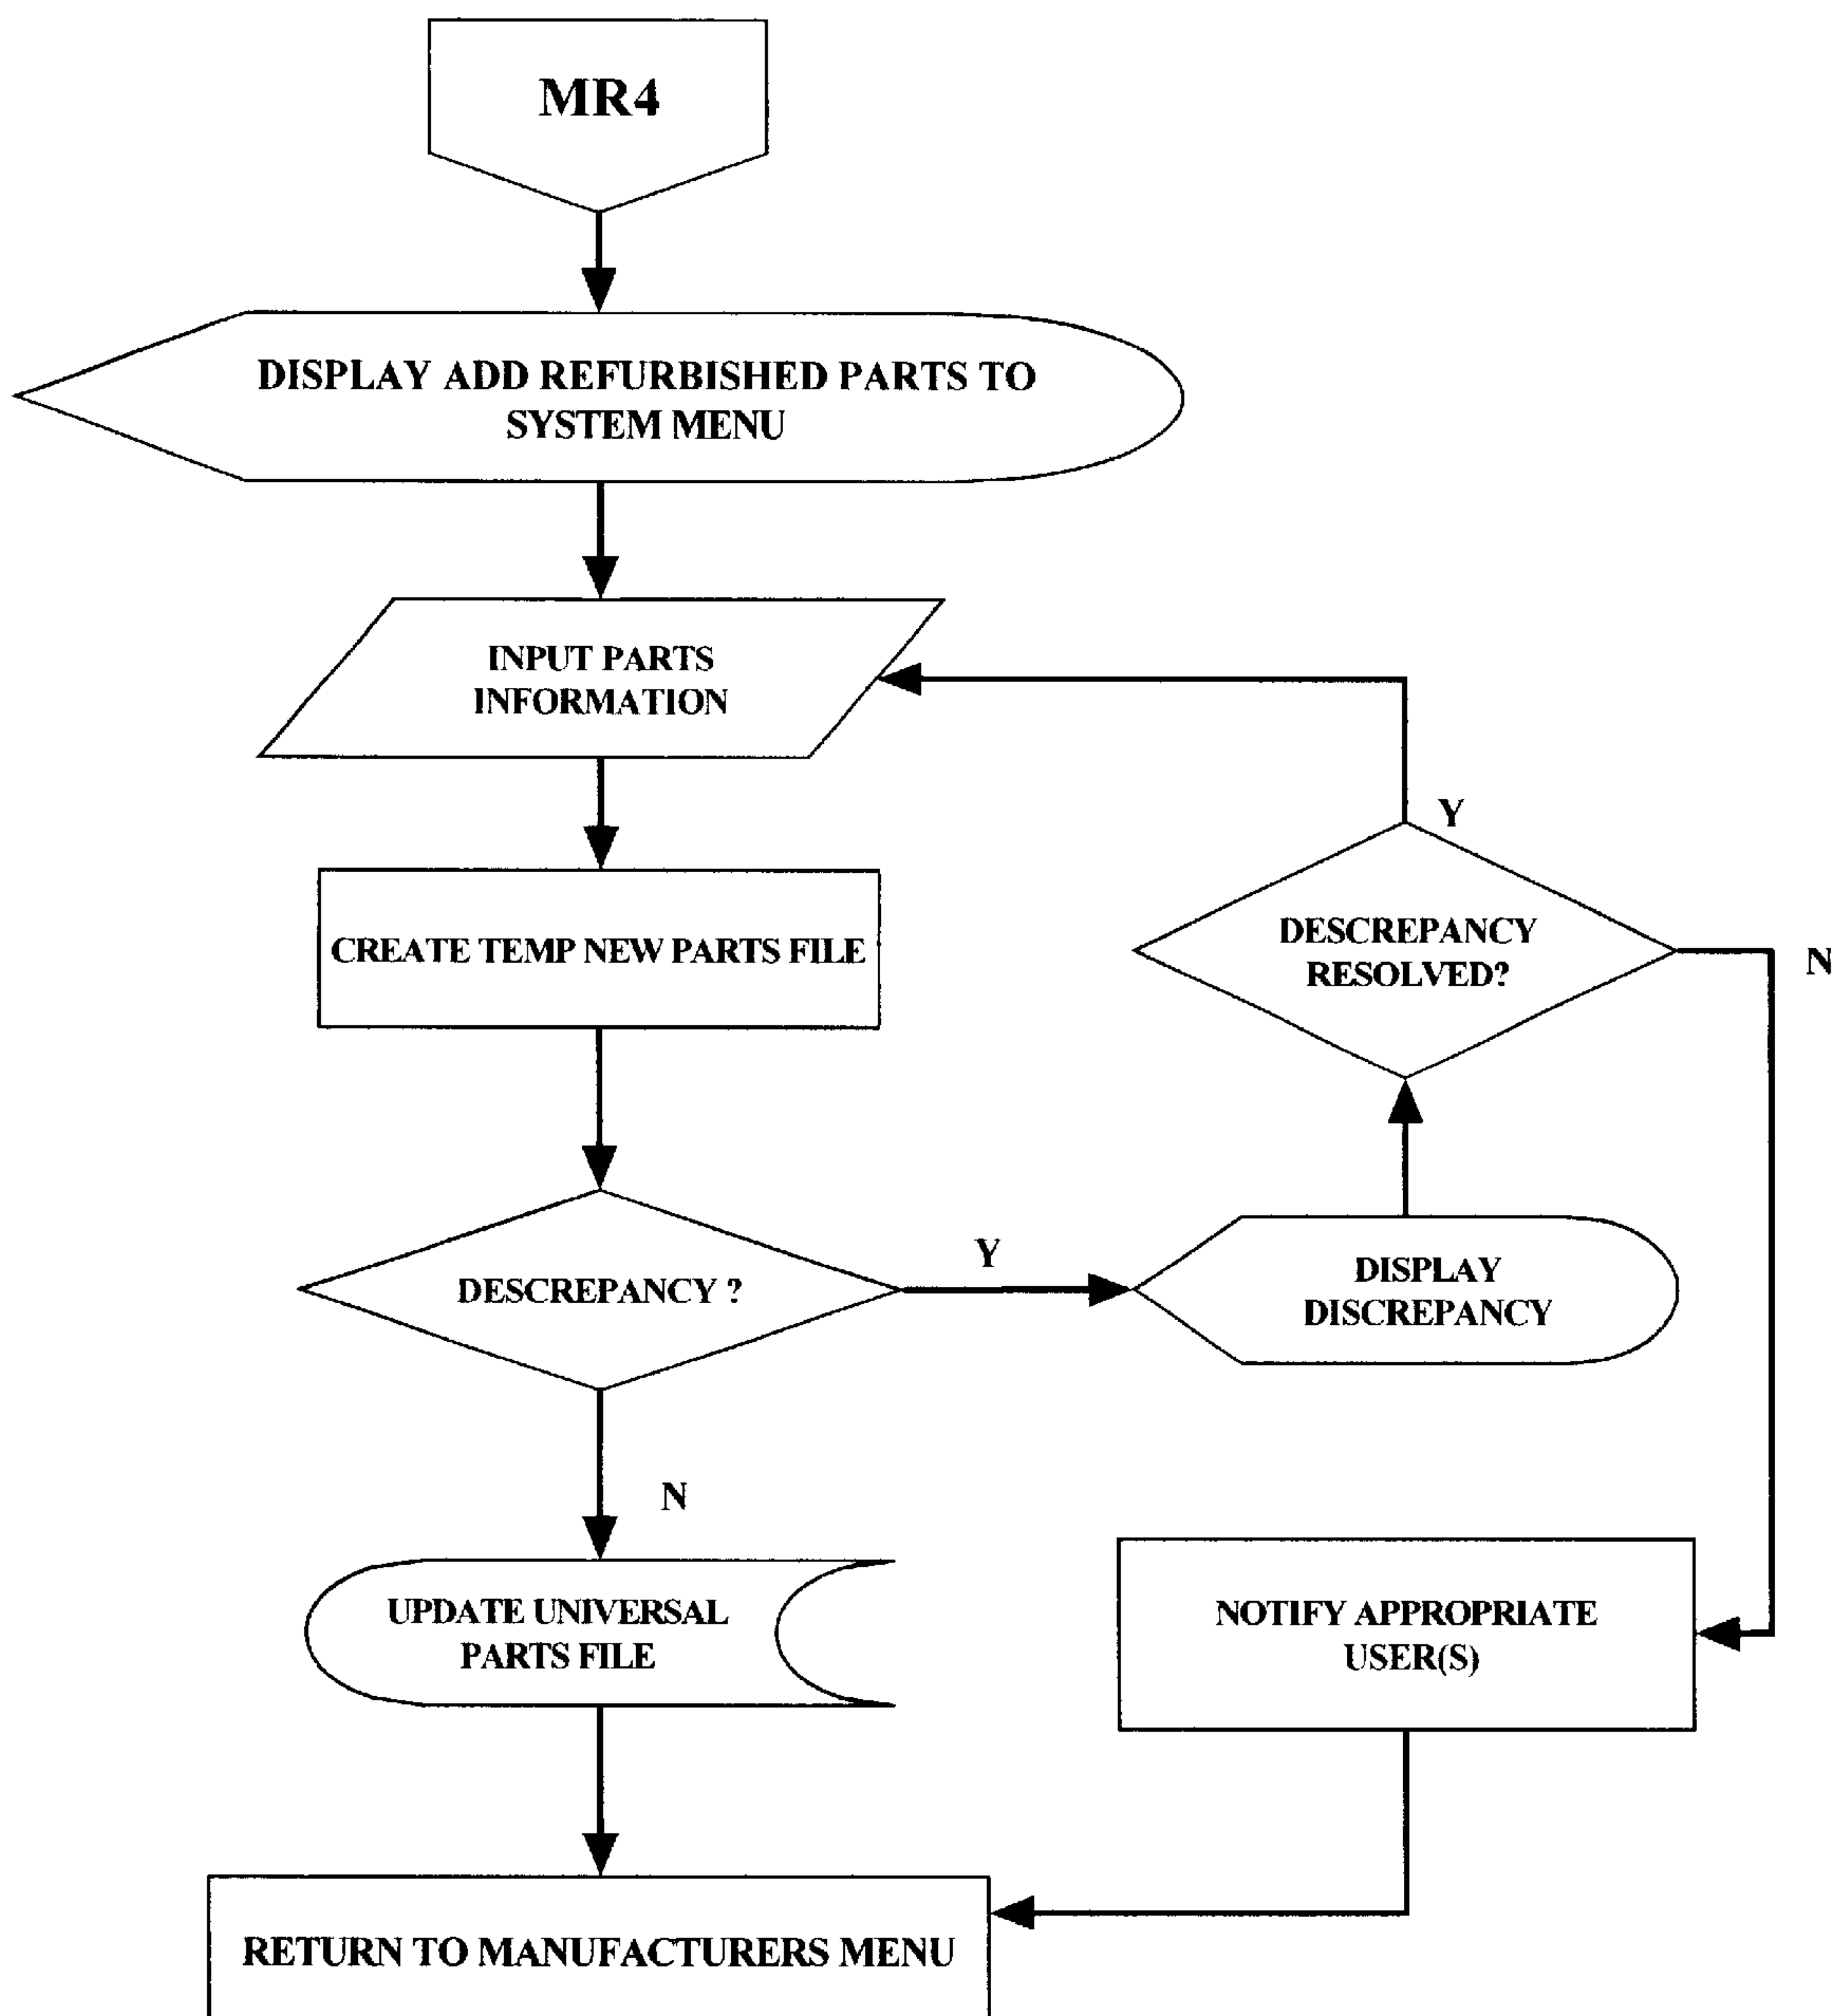 MR4
DISPLAY ADD REFURBISHED PARTS TO
SYSTEM MENU
INPUT PARTS
INFORMATION
Y
CREATE TEMP NEW PARTS FILE
DESCREPANCY
RESOLVED?
N
DESCREPANCY ?
Y
DISPLAY
DISCREPANCY
N
UPDATE UNIVERSAL
PARTS FILE
NOTIFY APPROPRIATE
USER(S)
RETURN TO MANUFACTURERS MENU